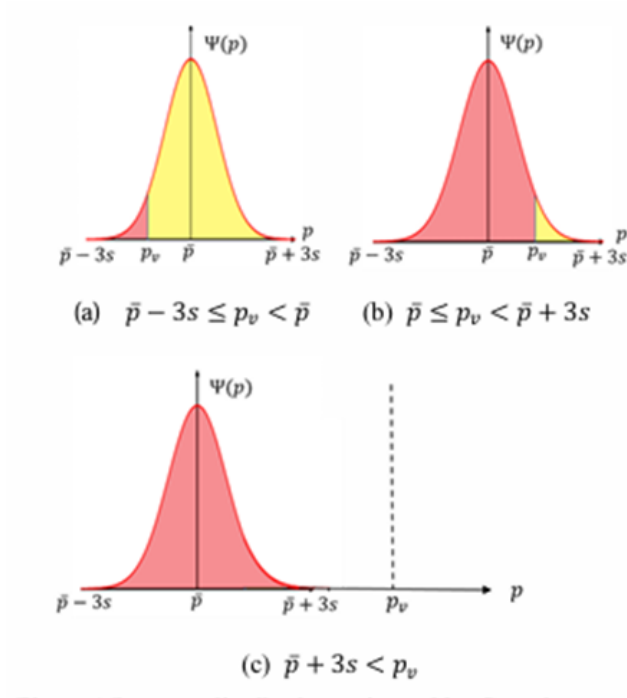 Ψ(p) Ψ(p)
p p
p̄ − 3s p_v p̄ p̄ + 3s p̄ − 3s p̄ p_v p̄ + 3s
(a) p̄ − 3s ≤ p_v < p̄ (b) p̄ ≤ p_v < p̄ + 3s
Ψ(p)
p
p̄ − 3s p̄ p̄ + 3s p_v
(c) p̄ + 3s < p_v